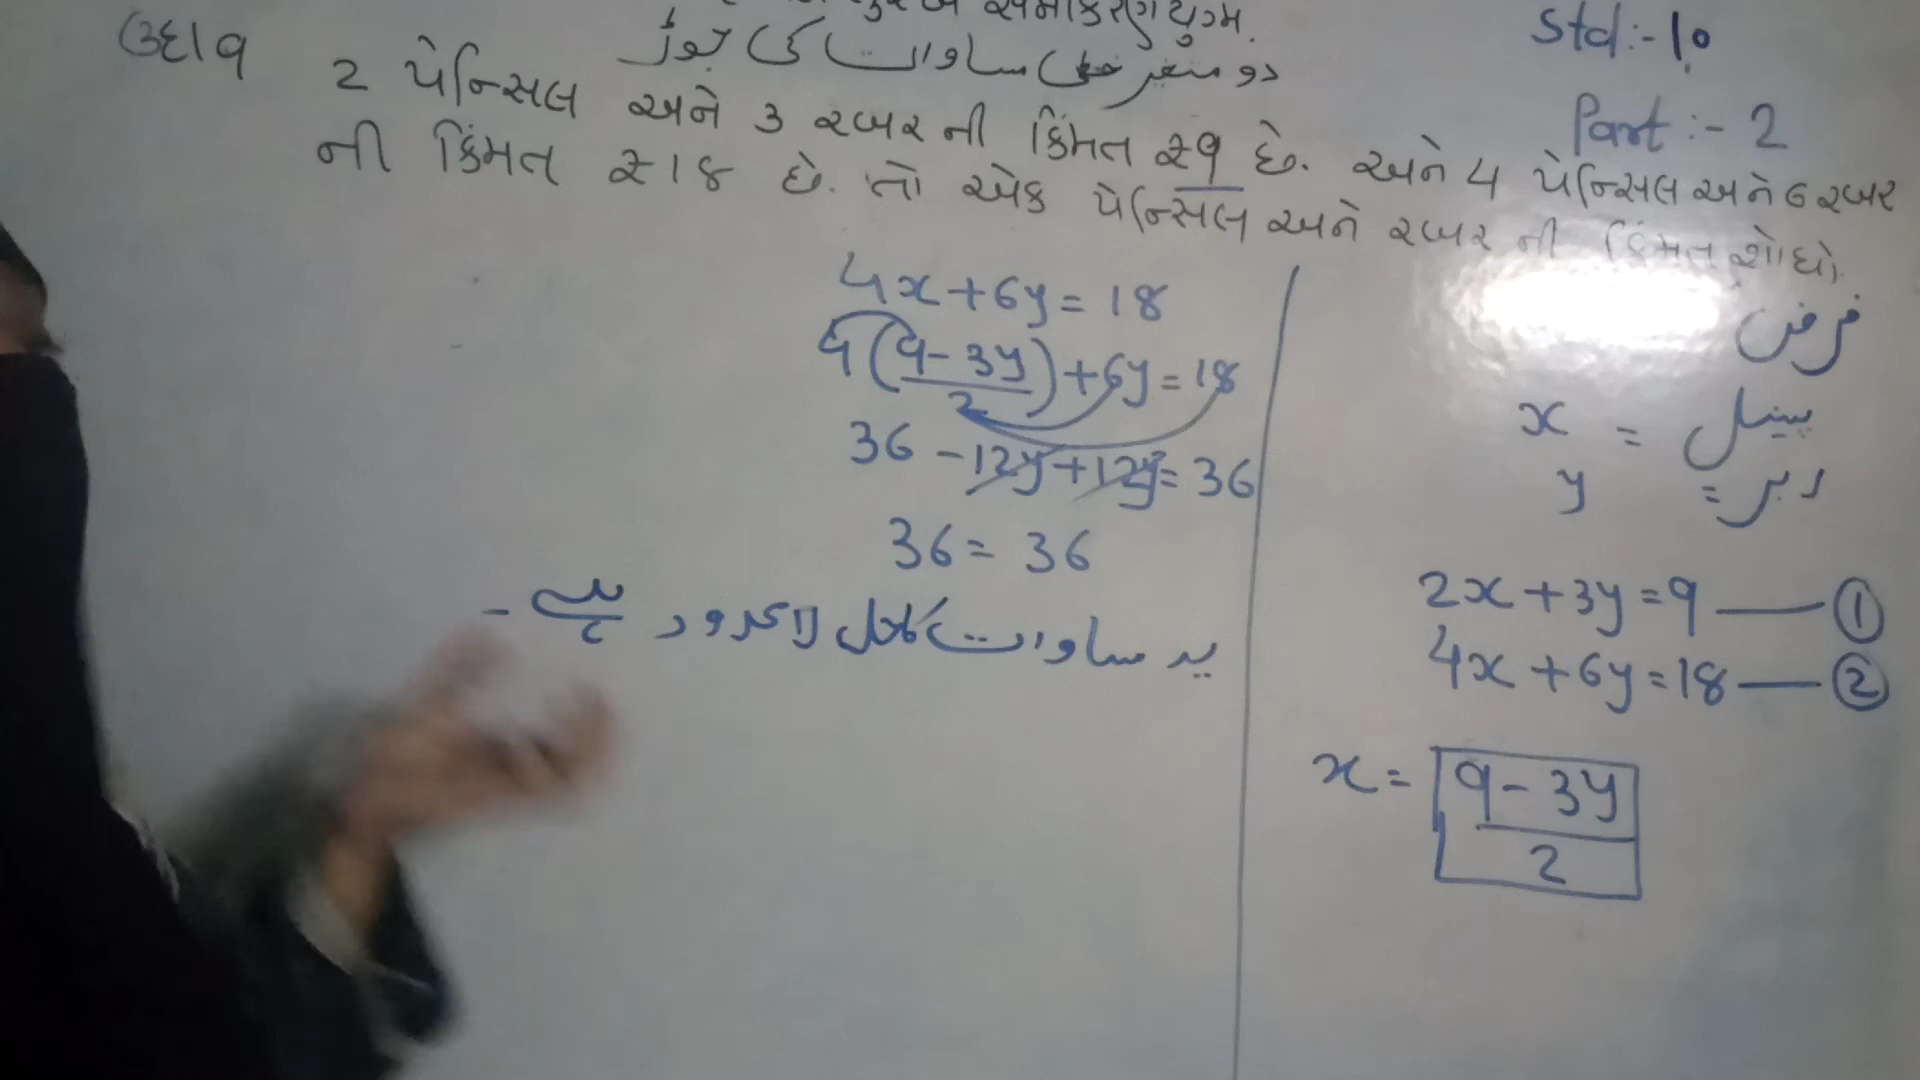 સમીકરણ યુગ્મ.
Std :- 10
Part :- 2
دو متغیر خطی مساوات کی جوڑ
ઉદા૧
2 પેન્સિલ અને 3 રબર ની કિંમત ₹9 છે. અને 4 પેન્સિલ અને 6 રબર
ની કિંમત ₹18 છે. તો એક પેન્સિલ અને રબર ની કિંમત શોધો.
فرض
پینسل = x
ربر = y
2x + 3y = 9 —— ①
4x + 6y = 18 —— ②
x = 9 - 3y / 2
4x + 6y = 18
4 (9 - 3y / 2) + 6y = 18
36 - 12y + 12y = 36
36 = 36
یہ مساوات کا حل لا محدود ہے -